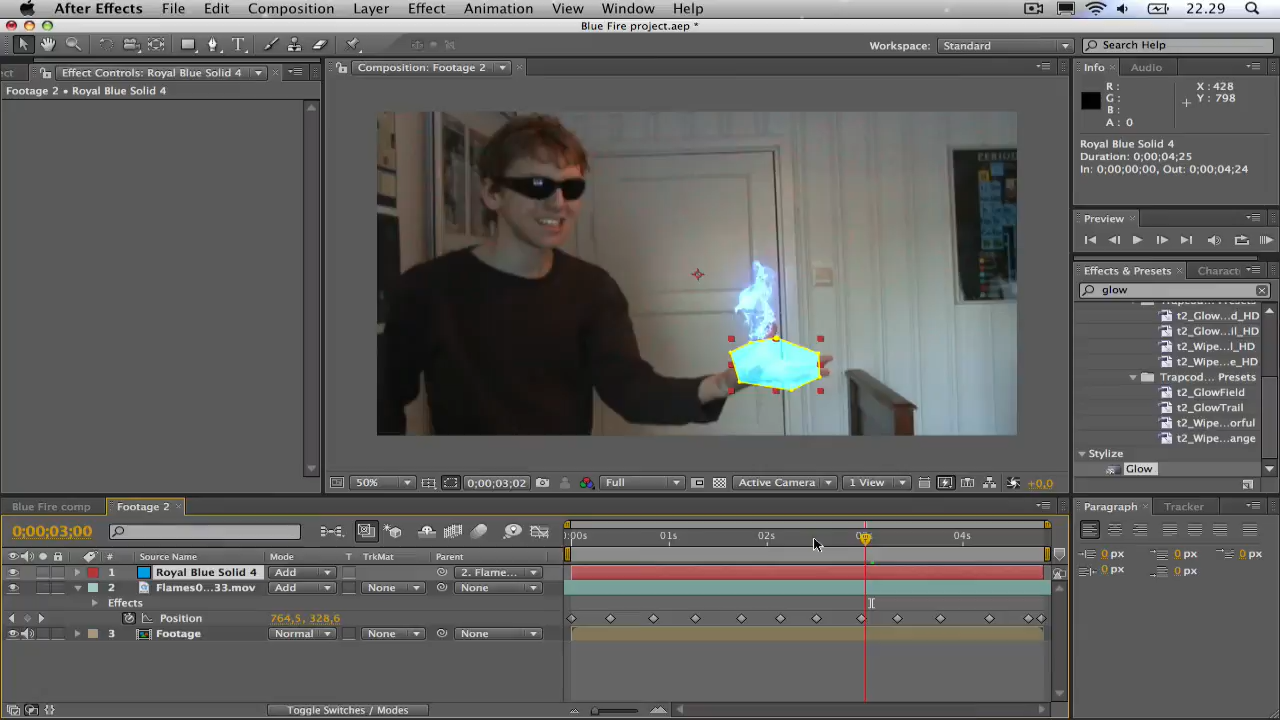 After Effects File Edit Composition Layer Effect Animation View Window Help 22.29
Blue Fire project.aep *
Workspace: Standard Search Help
Effect Controls: Royal Blue Solid 4
Footage 2 • Royal Blue Solid 4
Composition: Footage 2
Info Audio
R : X : 428
G : Y : 798
B :
A : 0
Royal Blue Solid 4
Duration: 0;00;04;25
In: 0;00;00;00, Out: 0;00;04;24
Preview
Effects & Presets Charact
glow
t2_Glow...d_HD
t2_Glow...il_HD
t2_Wipe...l_HD
t2_Wipe...e_HD
Trapcod... Presets
t2_GlowField
t2_GlowTrail
t2_Wipe...orful
t2_Wipe...ange
Stylize
Glow
PERIOD
50% 0;00;03;02 Full Active Camera 1 View +0,0
Blue Fire comp Footage 2
0;00;03;00
:00s 01s 02s 04s
Source Name Mode T TrkMat Parent
1 Royal Blue Solid 4 Add 2. Flame...
2 Flames0...33.mov Add None None
Effects
Position 764,5, 328,6
3 Footage Normal None None
Toggle Switches / Modes
Paragraph Tracker
0 px 0 px 0 px
0 px 0 px